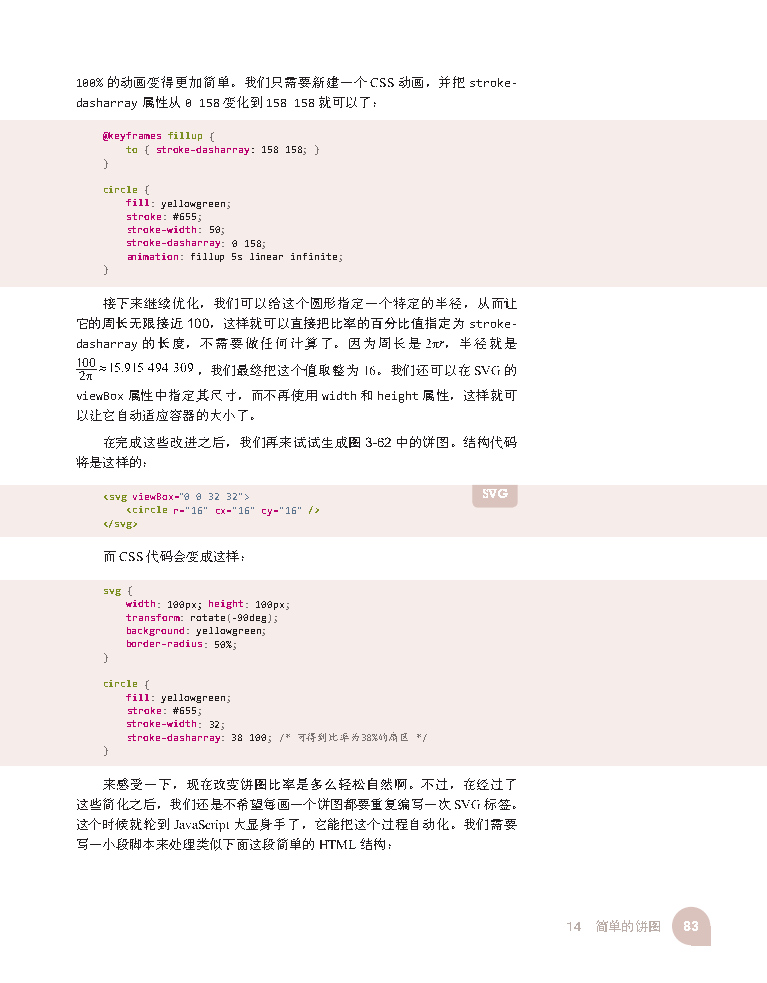 100% 的动画变得更加简单。我们只需要新建一个 CSS 动画，并把 stroke-
dasharray 属性从 0 158 变化到 158 158 就可以了：
@keyframes fillup {
to { stroke-dasharray: 158 158; }
}
circle {
fill: yellowgreen;
stroke: #655;
stroke-width: 50;
stroke-dasharray: 0 158;
animation: fillup 5s linear infinite;
}
接下来继续优化，我们可以给这个圆形指定一个特定的半径，从而让
它的周长无限接近 100，这样就可以直接把比率的百分比值指定为 stroke-
dasharray 的长度，不需要做任何计算了。因为周长是 2πr，半径就是
100/2π ≈ 15.915 494 309，我们最终把这个值取整为 16。我们还可以在 SVG 的
viewBox 属性中指定其尺寸，而不再使用 width 和 height 属性，这样就可
以让它自动适应容器的大小了。
在完成这些改进之后，我们再来试试生成图 3-62 中的饼图。结构代码
将是这样的：
SVG
<svg viewBox="0 0 32 32">
<circle r="16" cx="16" cy="16" />
</svg>
而 CSS 代码会变成这样：
svg {
width: 100px; height: 100px;
transform: rotate(-90deg);
background: yellowgreen;
border-radius: 50%;
}
circle {
fill: yellowgreen;
stroke: #655;
stroke-width: 32;
stroke-dasharray: 38 100; /* 可得到比率为38%的扇区 */
}
来感受一下，现在改变饼图比率是多么轻松自然啊。不过，在经过了
这些简化之后，我们还是不希望每画一个饼图都要重复编写一次 SVG 标签。
这个时候就轮到 JavaScript 大显身手了，它能把这个过程自动化。我们需要
写一小段脚本来处理类似下面这段简单的 HTML 结构：
14 简单的饼图 83